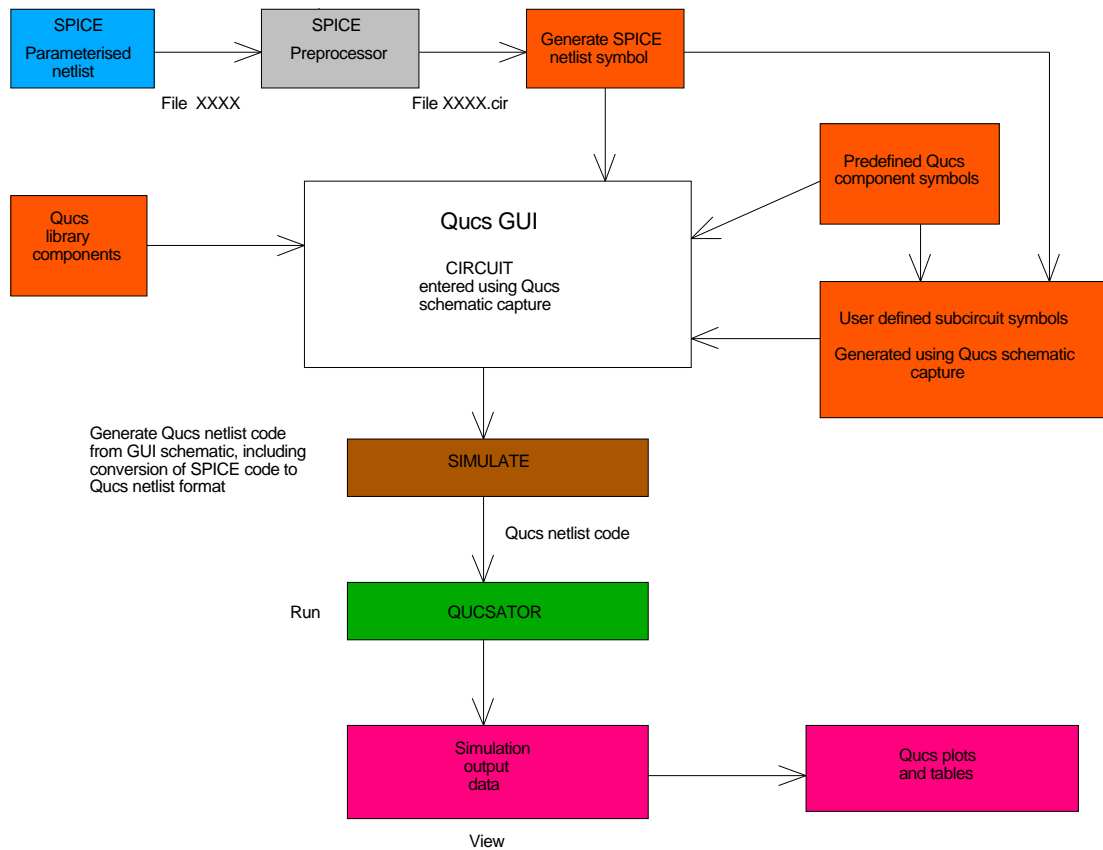 SPICE
Parameterised
netlist
SPICE
Preprocessor
Generate SPICE
netlist symbol
File XXXX
File XXXX.cir
Predefined Qucs
component symbols
Qucs
library
components
Qucs GUI
CIRCUIT
entered using Qucs
schematic capture
User defined subcircuit symbols
Generated using Qucs schematic
capture
Generate Qucs netlist code
from GUI schematic, including
conversion of SPICE code to
Qucs netlist format
SIMULATE
Qucs netlist code
Run
QUCSATOR
Simulation
output
data
Qucs plots
and tables
View